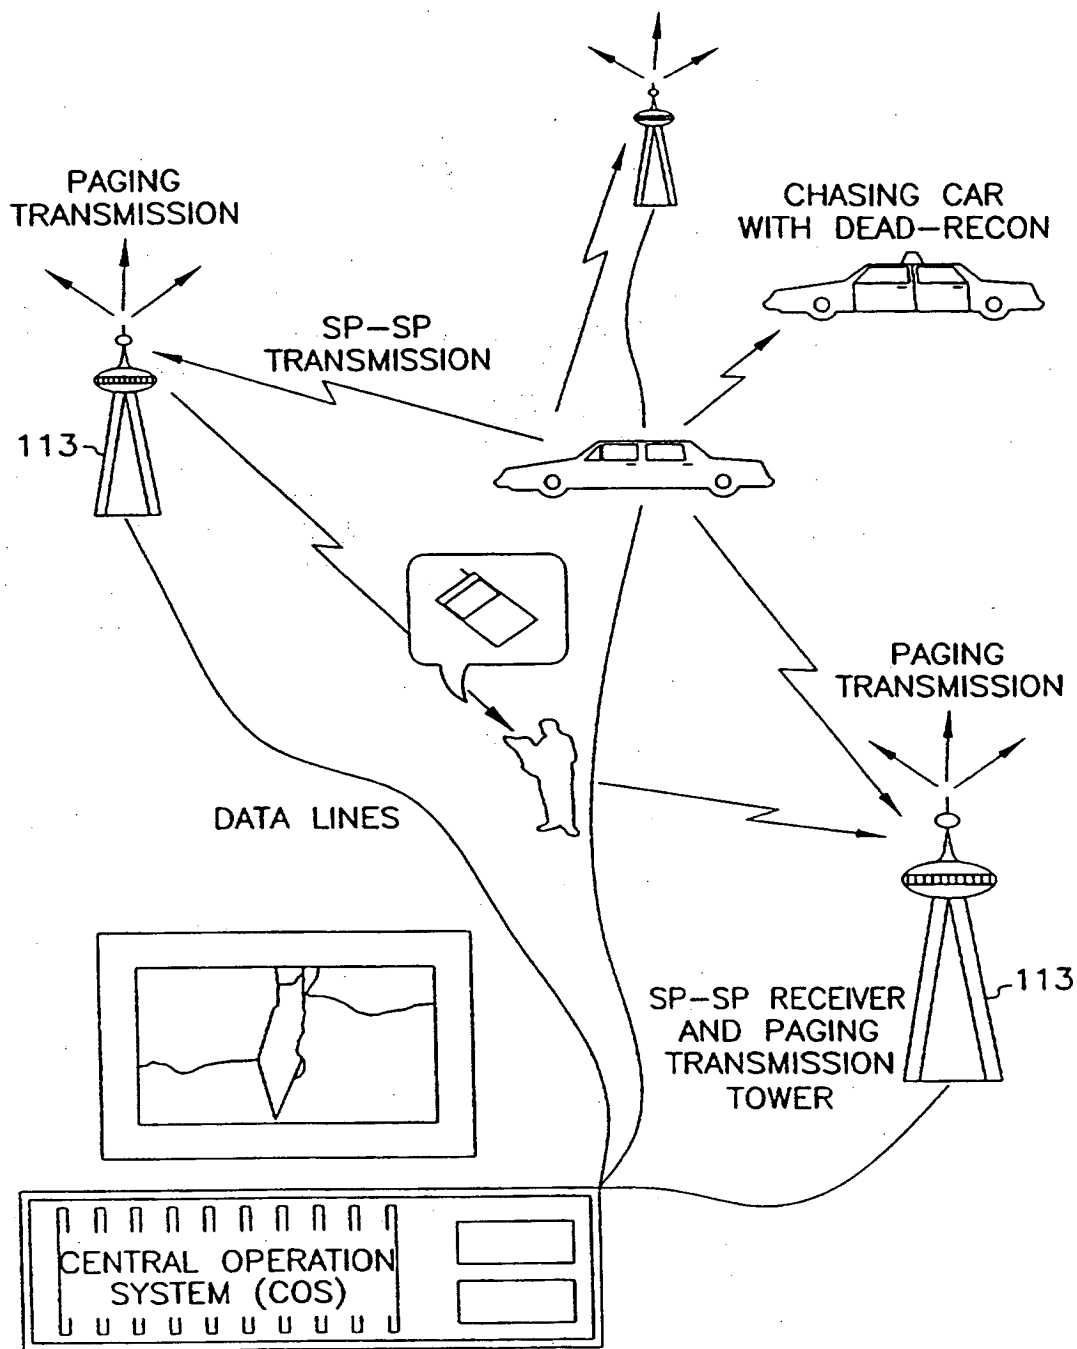 PAGING
TRANSMISSION
CHASING CAR
WITH DEAD-RECON
SP-SP
TRANSMISSION
113
PAGING
TRANSMISSION
DATA LINES
113
SP-SP RECEIVER
AND PAGING
TRANSMISSION
TOWER
CENTRAL OPERATION
SYSTEM (COS)